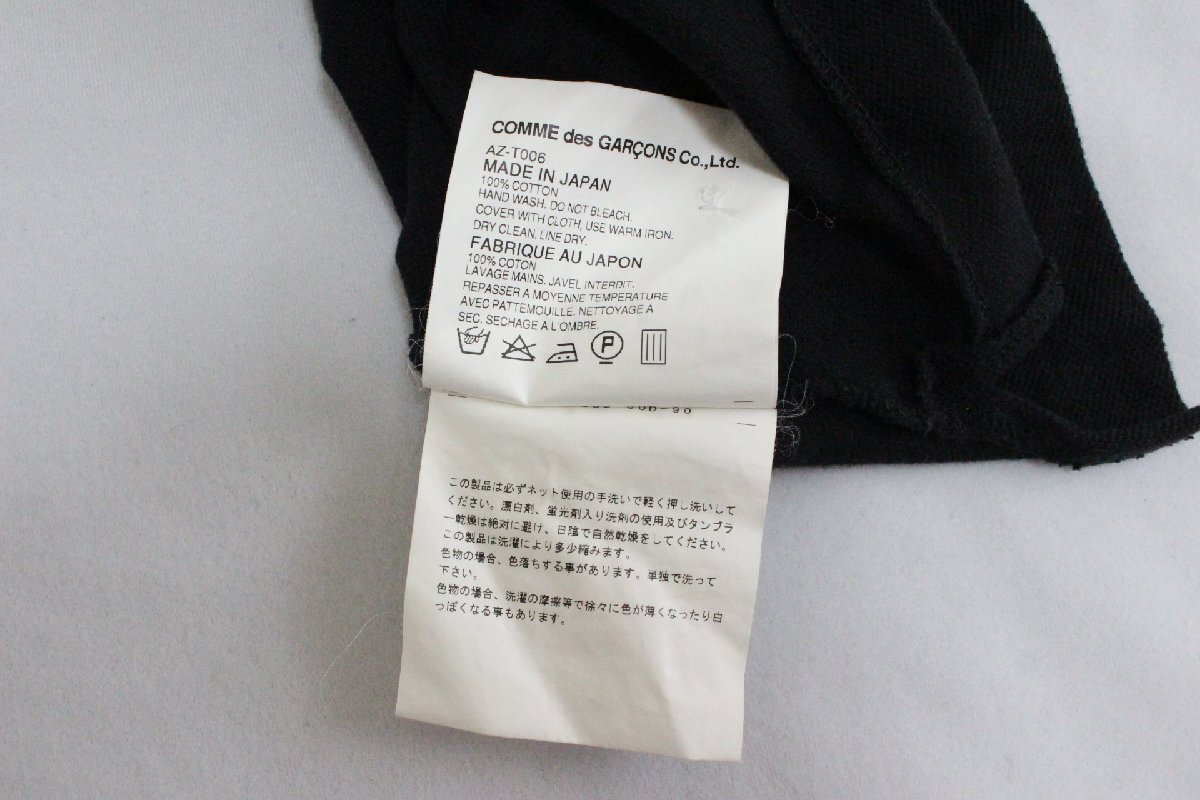 COMME des GARÇONS Co.,Ltd.
AZ-T006
MADE IN JAPAN
100% COTTON
HAND WASH. DO NOT BLEACH.
COVER WITH CLOTH, USE WARM IRON.
DRY CLEAN. LINE DRY.
FABRIQUE AU JAPON
100% COTON
LAVAGE MAINS. JAVEL INTERDIT.
REPASSER A MOYENNE TEMPERATURE
AVEC PATTEMOUILLE. NETTOYAGE A
SEC. SECHAGE A L'OMBRE.
P
この製品は必ずネット使用の手洗いで軽く押し洗いして
ください。漂白剤、蛍光剤入り洗剤の使用及びタンブラ
ー乾燥は絶対に避け、日陰で自然乾燥をしてください。
この製品は洗濯により多少縮みます。
色物の場合、色落ちする事があります。単独で洗って
下さい。
色物の場合、洗濯の摩擦等で徐々に色が薄くなったり白
っぽくなる事もあります。